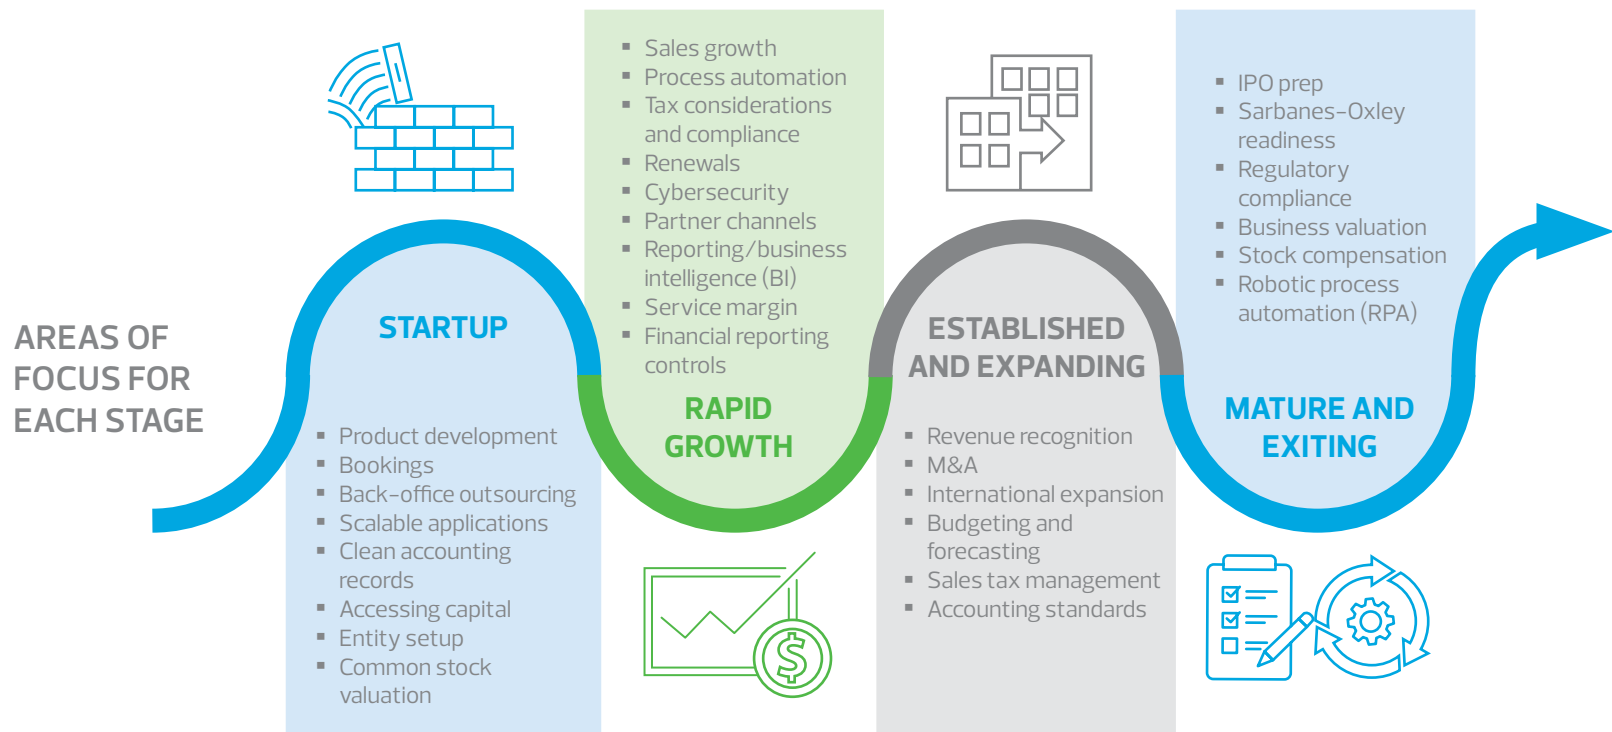 AREAS OF
FOCUS FOR
EACH STAGE
STARTUP
▪ Product development
▪ Bookings
▪ Back-office outsourcing
▪ Scalable applications
▪ Clean accounting
records
▪ Accessing capital
▪ Entity setup
▪ Common stock
valuation
▪ Sales growth
▪ Process automation
▪ Tax considerations
and compliance
▪ Renewals
▪ Cybersecurity
▪ Partner channels
▪ Reporting/business
intelligence (BI)
▪ Service margin
▪ Financial reporting
controls
RAPID
GROWTH
$
ESTABLISHED
AND EXPANDING
▪ Revenue recognition
▪ M&A
▪ International expansion
▪ Budgeting and
forecasting
▪ Sales tax management
▪ Accounting standards
▪ IPO prep
▪ Sarbanes-Oxley
readiness
▪ Regulatory
compliance
▪ Business valuation
▪ Stock compensation
▪ Robotic process
automation (RPA)
MATURE AND
EXITING